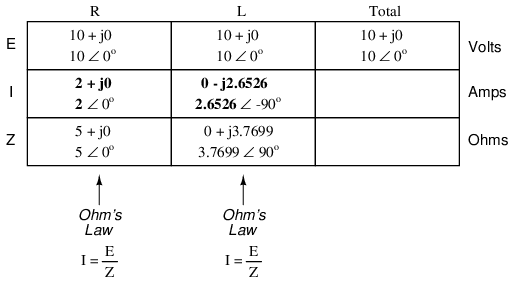 R L Total
E 10 + j0 10 + j0 10 + j0 Volts
10 ∠ 0° 10 ∠ 0° 10 ∠ 0°
I 2 + j0 0 - j2.6526 Amps
2 ∠ 0° 2.6526 ∠ -90°
Z 5 + j0 0 + j3.7699 Ohms
5 ∠ 0° 3.7699 ∠ 90°
Ohm's Ohm's
Law Law
I = E/Z I = E/Z